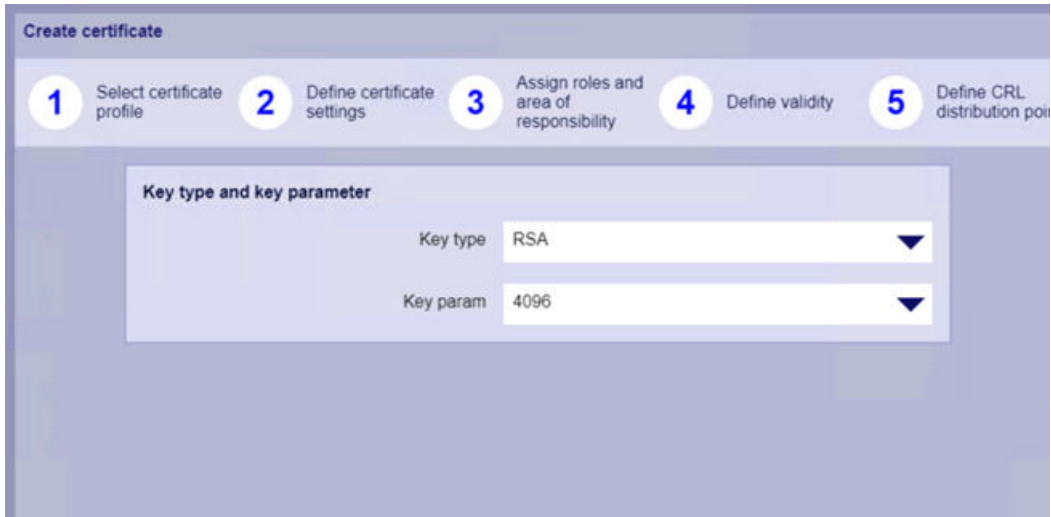 Create certificate
1
Select certificate
profile
2
Define certificate
settings
3
Assign roles and
area of
responsibility
4
Define validity
5
Define CRL
distribution
Key type and key parameter
Key type
RSA
Key param
4096